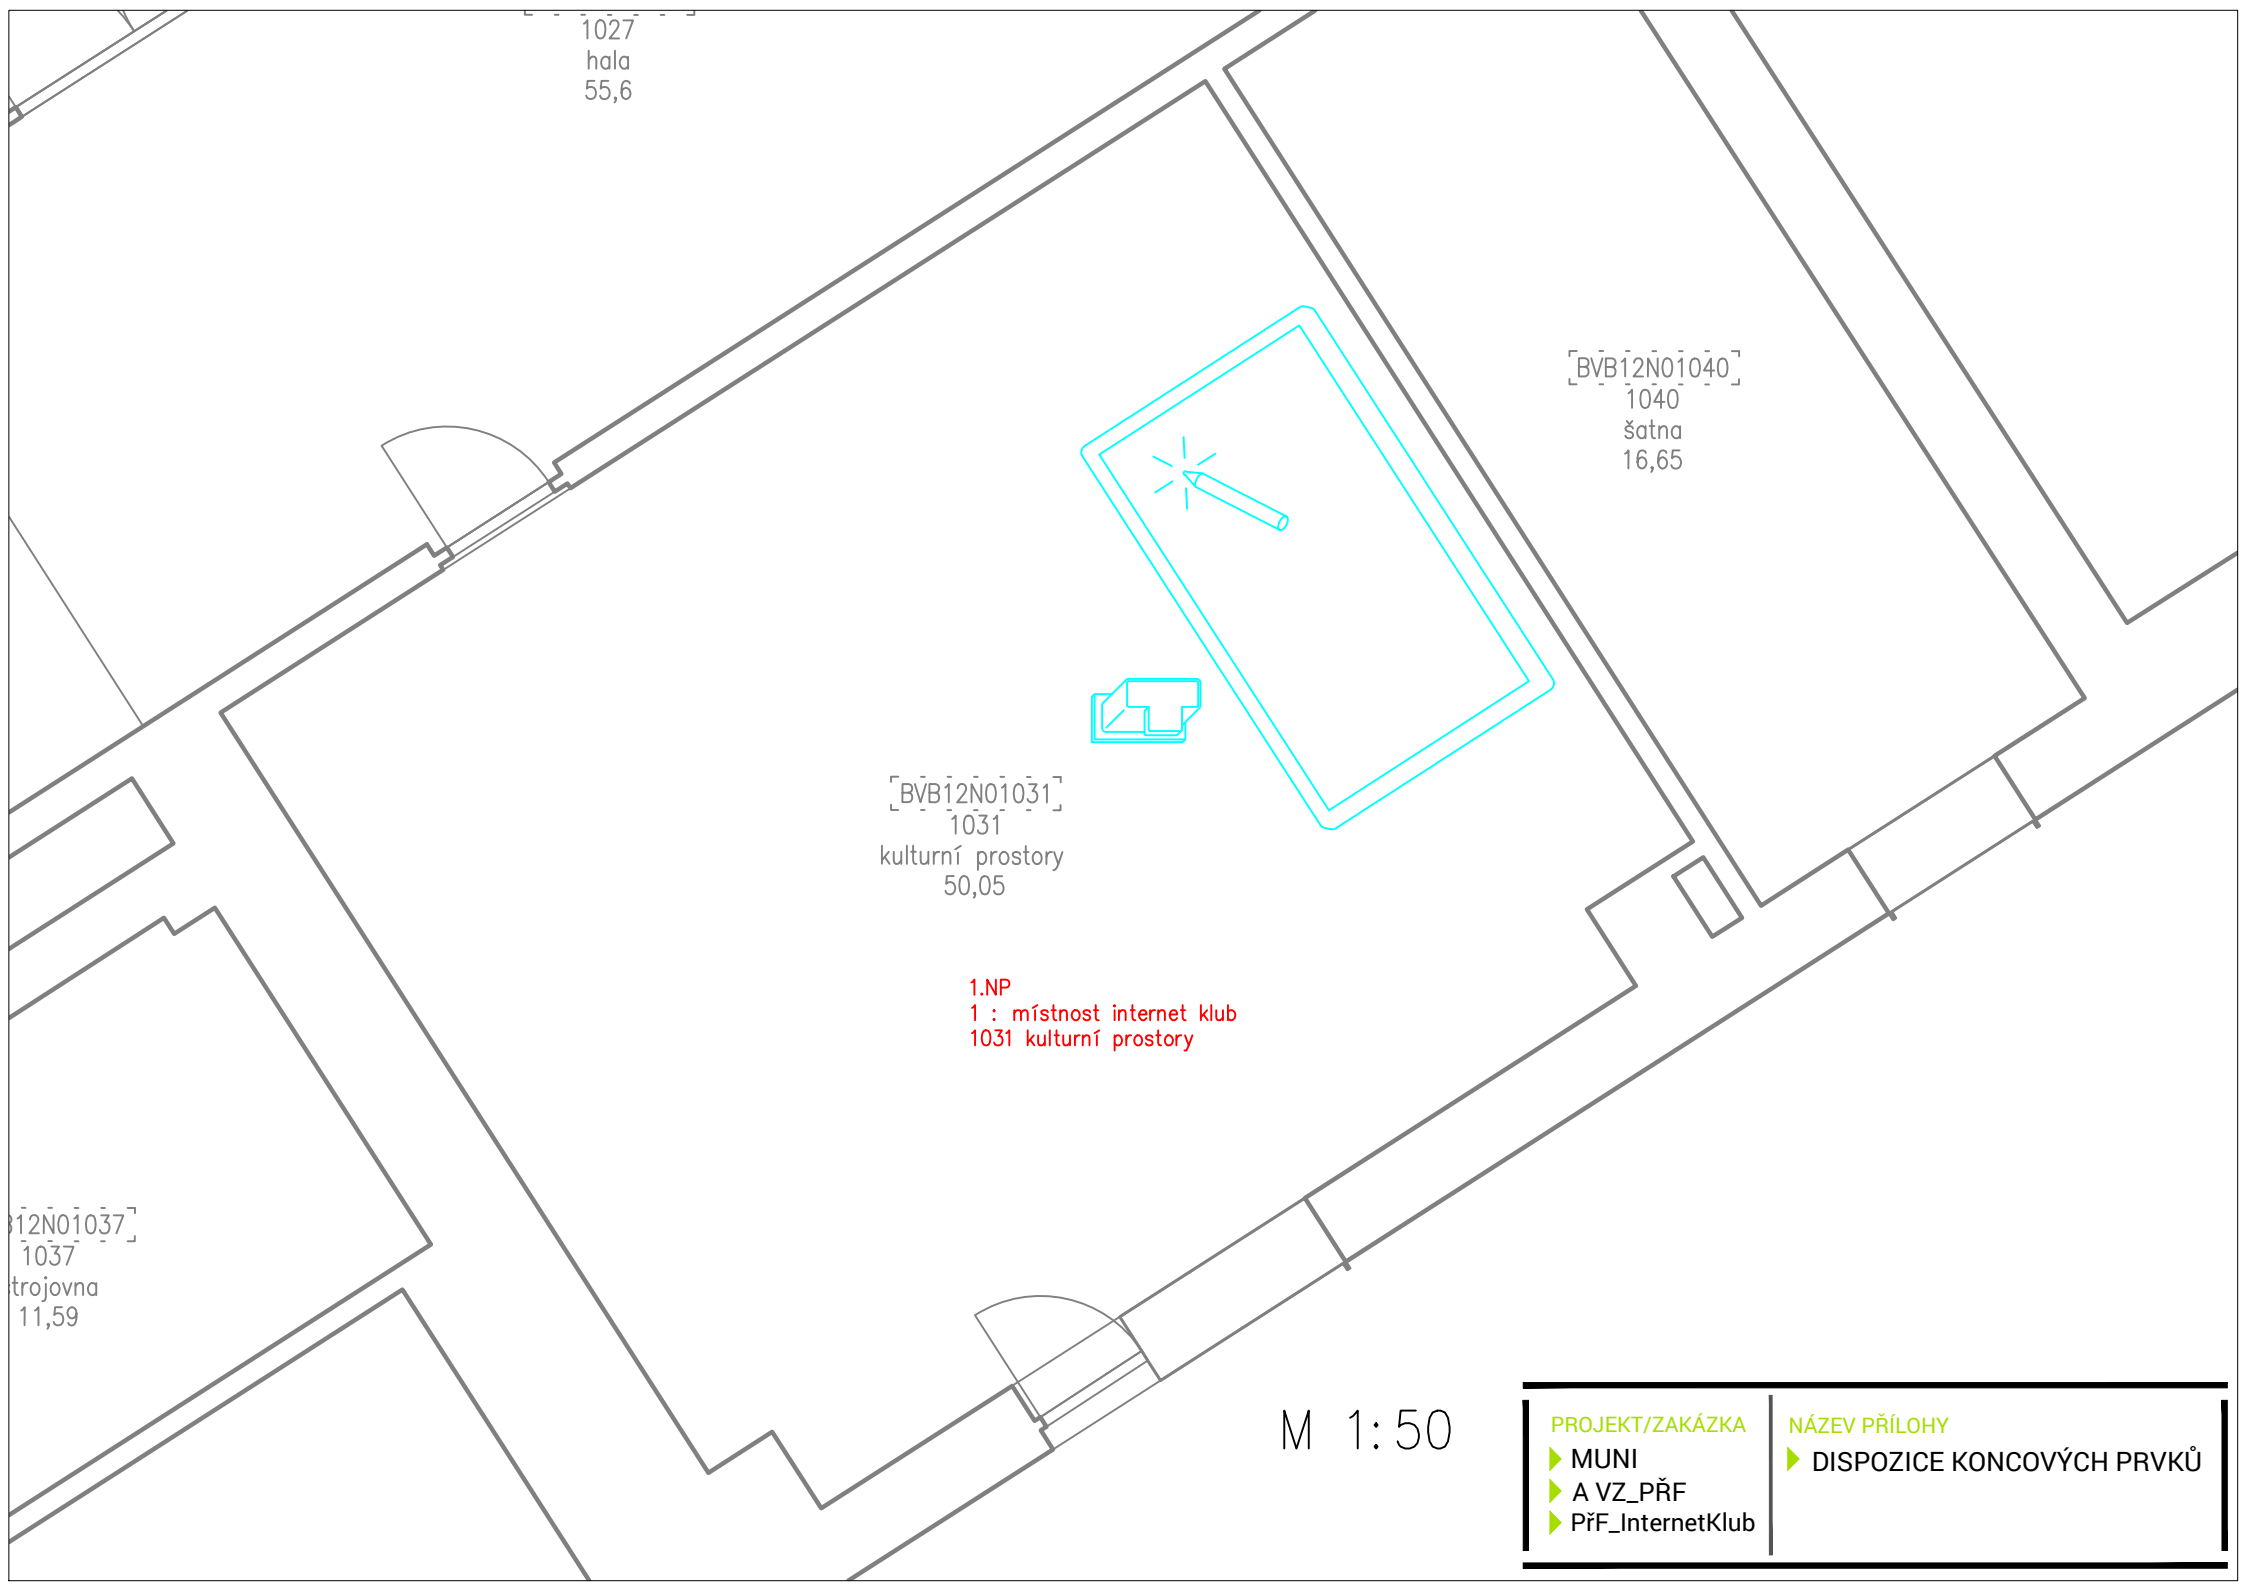 1027
hala
55,6
BVB12N01040
1040
šatna
16,65
BVB12N01031
1031
kulturní prostory
50,05
1.NP
1 : místnost internet klub
1031 kulturní prostory
B12N01037
1037
strojovna
11,59
M 1:50
PROJEKT/ZAKÁZKA
MUNI
A VZ_PŘF
PřF_InternetKlub
NÁZEV PŘÍLOHY
DISPOZICE KONCOVÝCH PRVKŮ